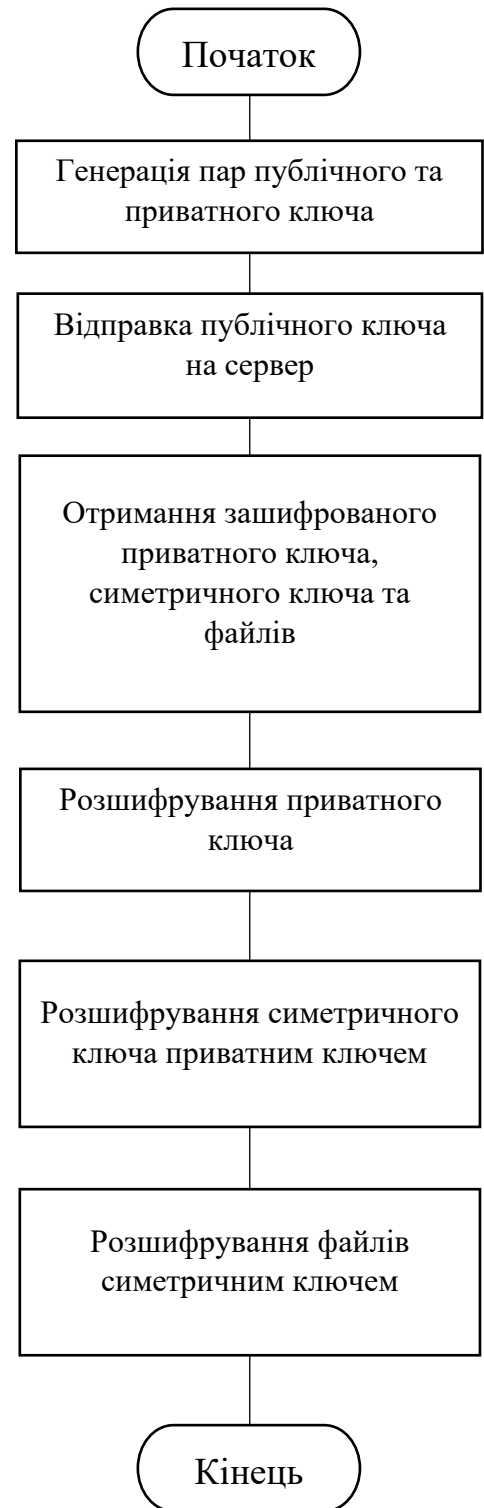 Початок
Генерація пар публічного та
приватного ключа
Відправка публічного ключа
на сервер
Отримання зашифрованого
приватного ключа,
симетричного ключа та
файлів
Розшифрування приватного
ключа
Розшифрування симетричного
ключа приватним ключем
Розшифрування файлів
симетричним ключем
Кінець